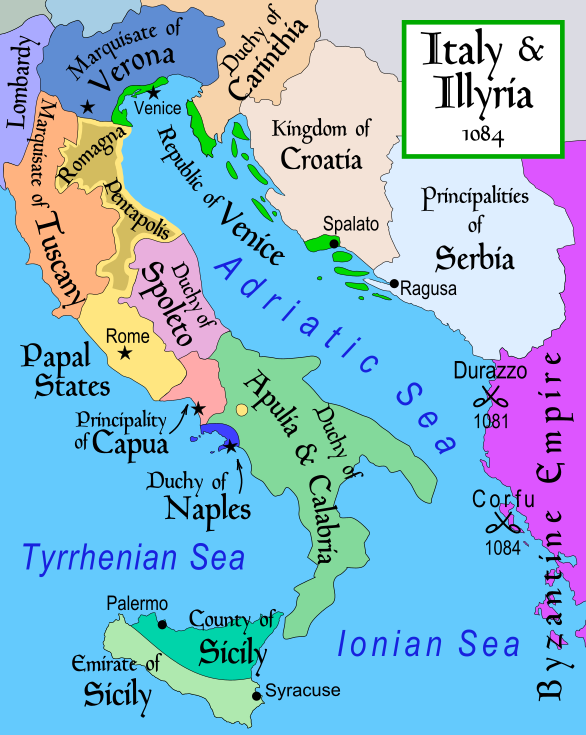 Italy &
Illyria
1084
Lombardy
Marquisate of
Verona
Duchy of
Carinthia
Venice
Kingdom of
Croatia
Romagna
Republic of Venice
Marquisate of Tuscany
Pentapolis
Principalities
of
Serbia
Spalato
Ragusa
Duchy of
Spoleto
Adriatic Sea
Rome
Papal
States
Durazzo
1081
Principality
of Capua
Duchy of
Apulia & Calabria
Duchy of
Naples
Corfu
1084
Byzantine Empire
Tyrrhenian Sea
Palermo
County of
Sicily
Ionian Sea
Emirate of
Sicily
Syracuse